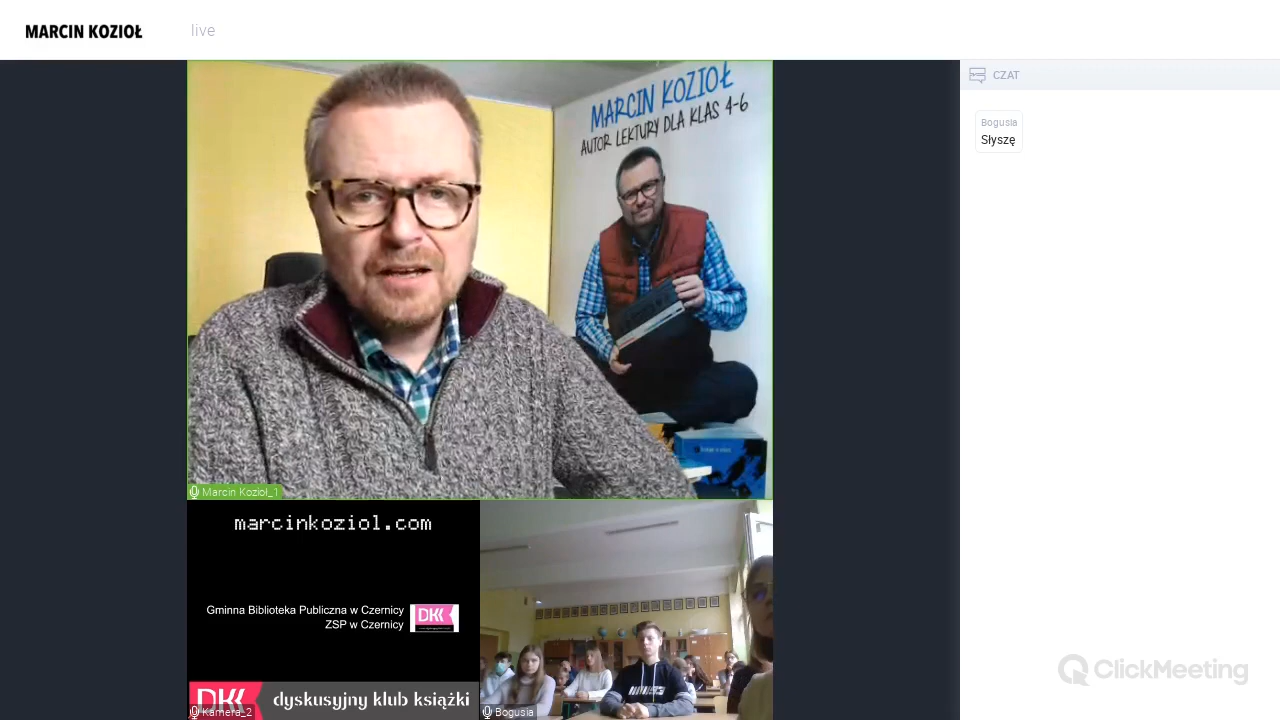 MARCIN KOZIOŁ
live
CZAT
Bogusia
Słyszę
MARCIN KOZIOŁ
AUTOR LEKTURY DLA KLAS 4-6
Marcin Kozioł_1
marcinkoziol.com
Gminna Biblioteka Publiczna w Czernicy
ZSP w Czernicy
DKK
DKK
dyskusyjny klub książki
Kamera_2
Bogusia
ClickMeeting